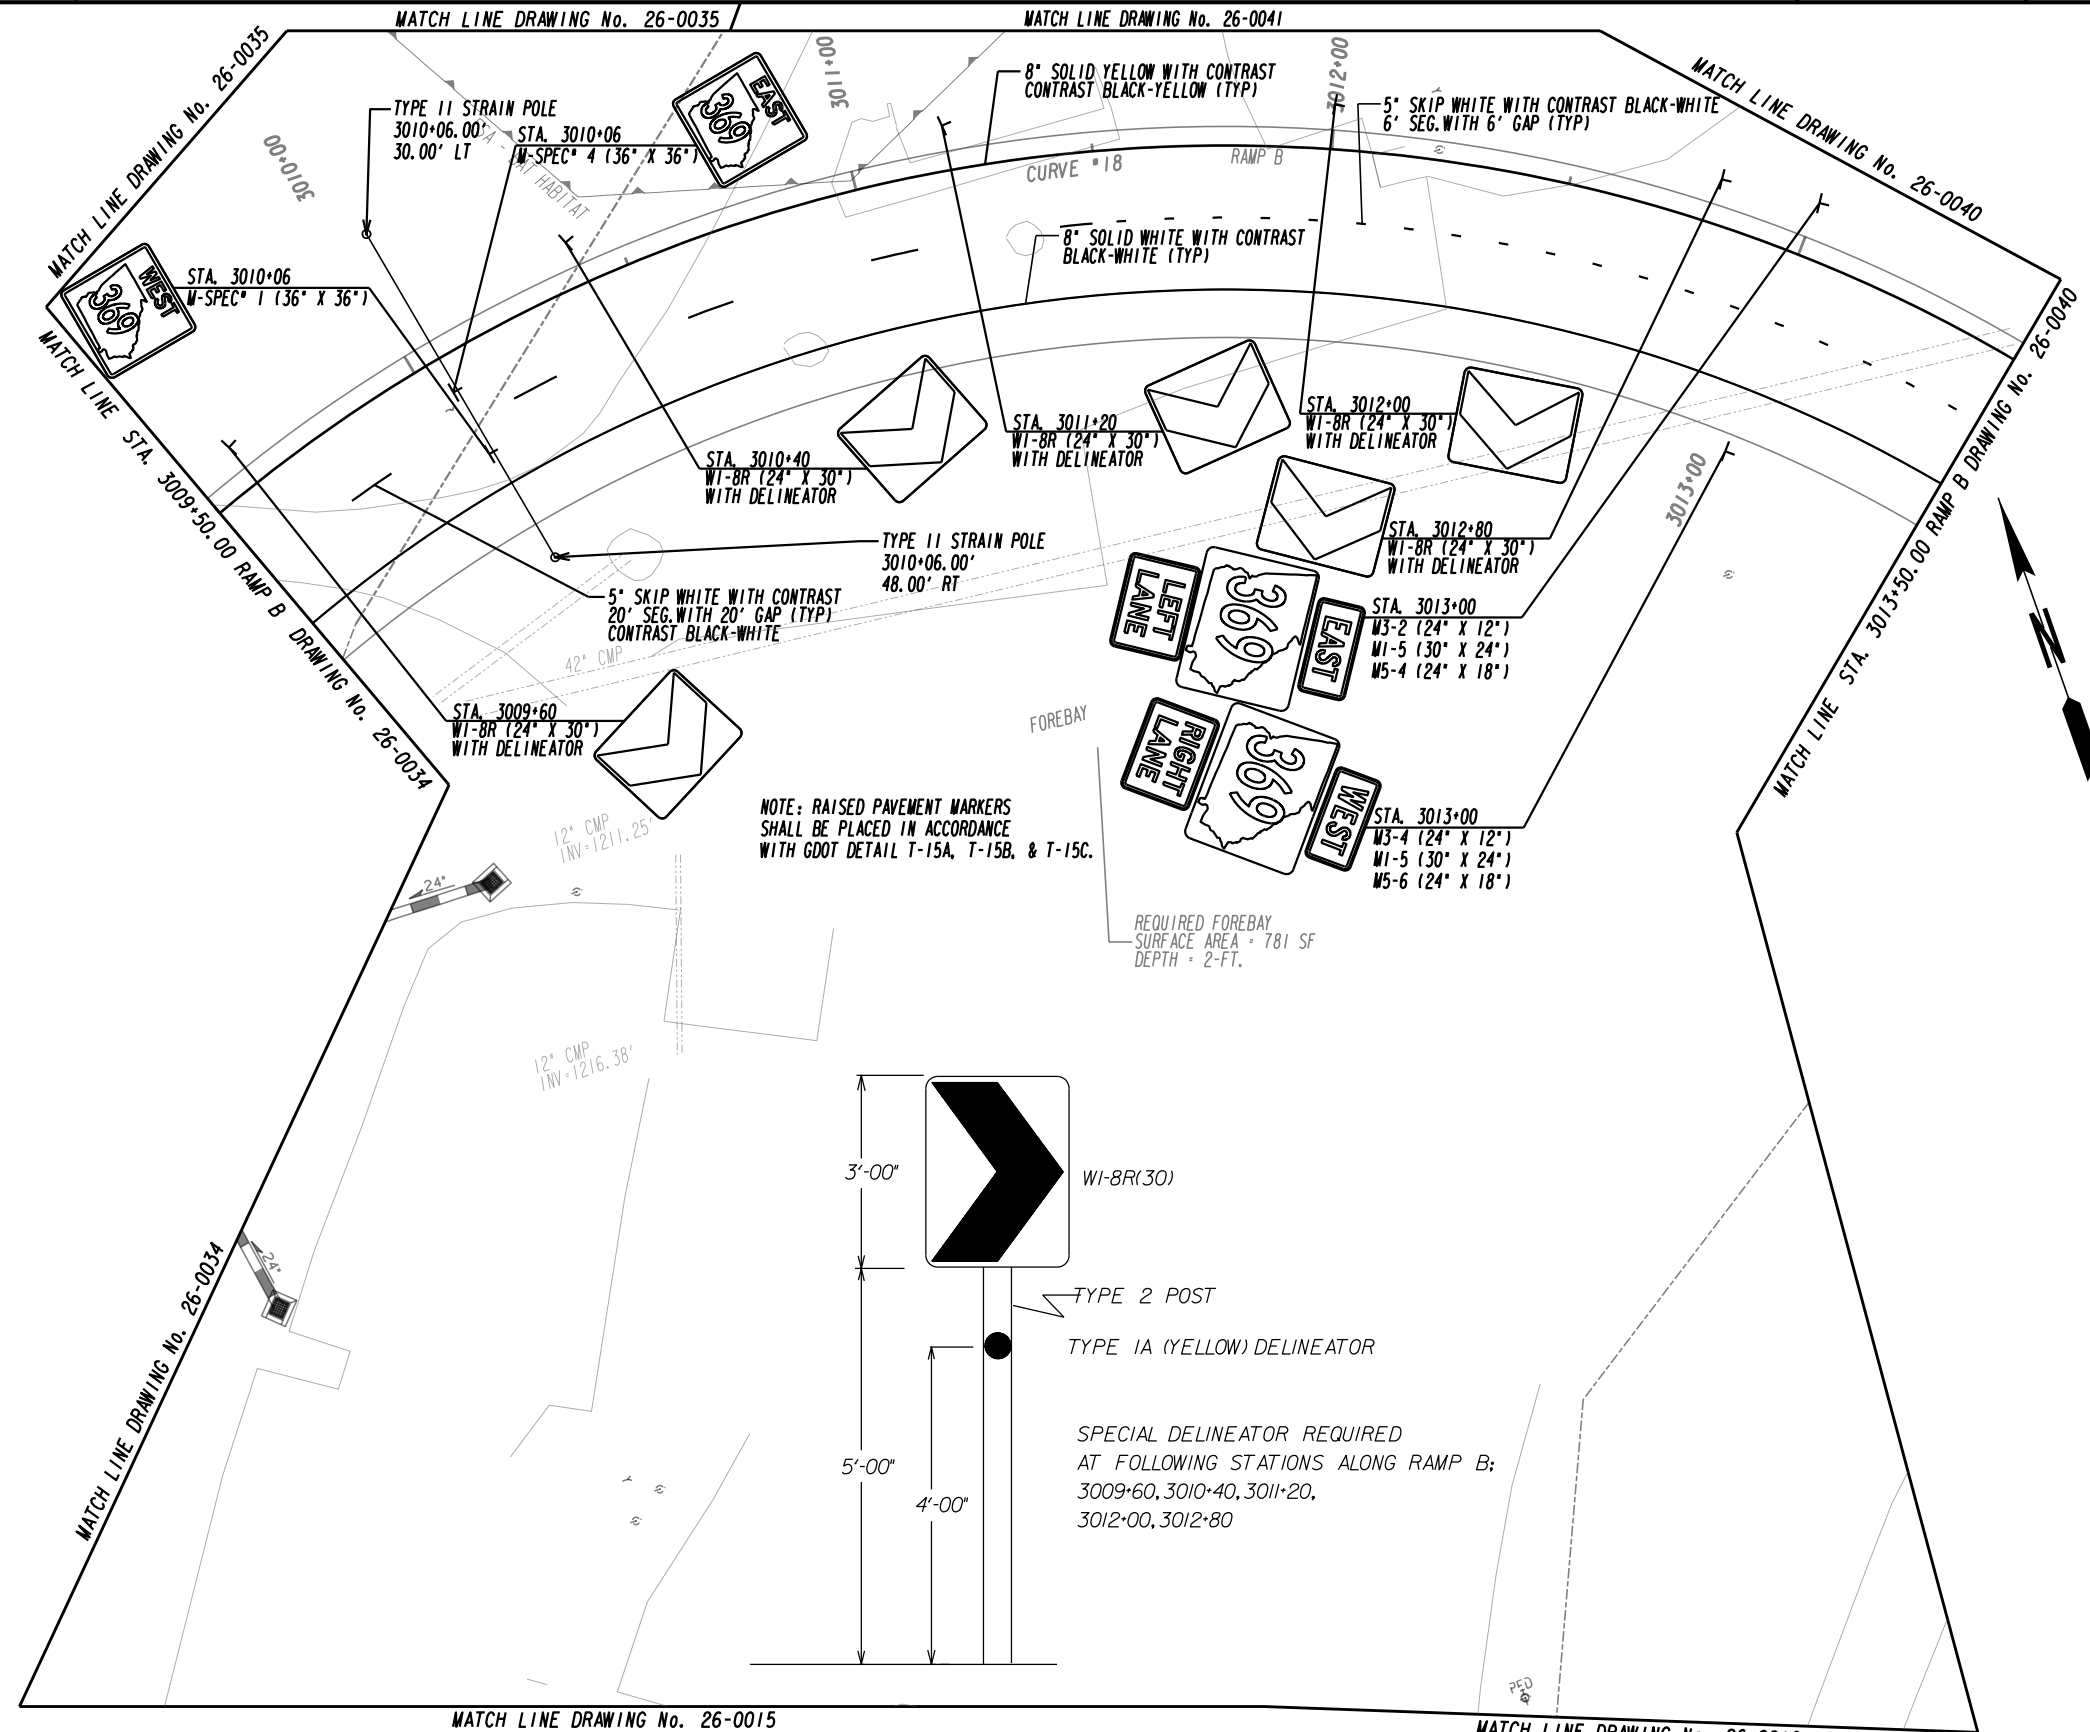 MATCH LINE DRAWING No. 26-0035
MATCH LINE DRAWING No. 26-0041
MATCH LINE DRAWING No. 26-0035
MATCH LINE DRAWING No. 26-0040
3010+00
3011+00
3012+00
TYPE II STRAIN POLE
3010+06.00'
30.00' LT
STA. 3010+06
M-SPEC# 4 (36" X 36")
EAST
369
8" SOLID YELLOW WITH CONTRAST
CONTRAST BLACK-YELLOW (TYP)
5" SKIP WHITE WITH CONTRAST BLACK-WHITE
6' SEG. WITH 6' GAP (TYP)
CURVE #18
RAMP B
8" SOLID WHITE WITH CONTRAST
BLACK-WHITE (TYP)
WEST
369
STA. 3010+06
M-SPEC# 1 (36" X 36")
MATCH LINE STA. 3009+50.00 RAMP B DRAWING No. 26-0034
STA. 3010+40
W1-8R (24" X 30")
WITH DELINEATOR
STA. 3011+20
W1-8R (24" X 30")
WITH DELINEATOR
STA. 3012+00
W1-8R (24" X 30")
WITH DELINEATOR
3013+00
STA. 3012+80
W1-8R (24" X 30")
WITH DELINEATOR
TYPE II STRAIN POLE
3010+06.00'
48.00' RT
5" SKIP WHITE WITH CONTRAST
20' SEG. WITH 20' GAP (TYP)
CONTRAST BLACK-WHITE
42" CMP
LEFT
LANE
369
EAST
STA. 3013+00
M3-2 (24" X 12")
M1-5 (30" X 24")
M5-4 (24" X 18")
N
MATCH LINE STA. 3013+50.00 RAMP B DRAWING No. 26-0040
STA. 3009+60
W1-8R (24" X 30")
WITH DELINEATOR
FOREBAY
RIGHT
LANE
369
WEST
STA. 3013+00
M3-4 (24" X 12")
M1-5 (30" X 24")
M5-6 (24" X 18")
NOTE: RAISED PAVEMENT MARKERS
SHALL BE PLACED IN ACCORDANCE
WITH GDOT DETAIL T-15A, T-15B, & T-15C.
12" CMP
INV=1211.25'
24"
REQUIRED FOREBAY
SURFACE AREA = 781 SF
DEPTH = 2-FT.
12" CMP
INV=1216.38'
3'-00"
W1-8R(30)
24"
MATCH LINE DRAWING No. 26-0034
TYPE 2 POST
TYPE 1A (YELLOW) DELINEATOR
5'-00"
4'-00"
SPECIAL DELINEATOR REQUIRED
AT FOLLOWING STATIONS ALONG RAMP B;
3009+60, 3010+40, 3011+20,
3012+00, 3012+80
PED
MATCH LINE DRAWING No. 26-0015
MATCH LINE DRAWING No.